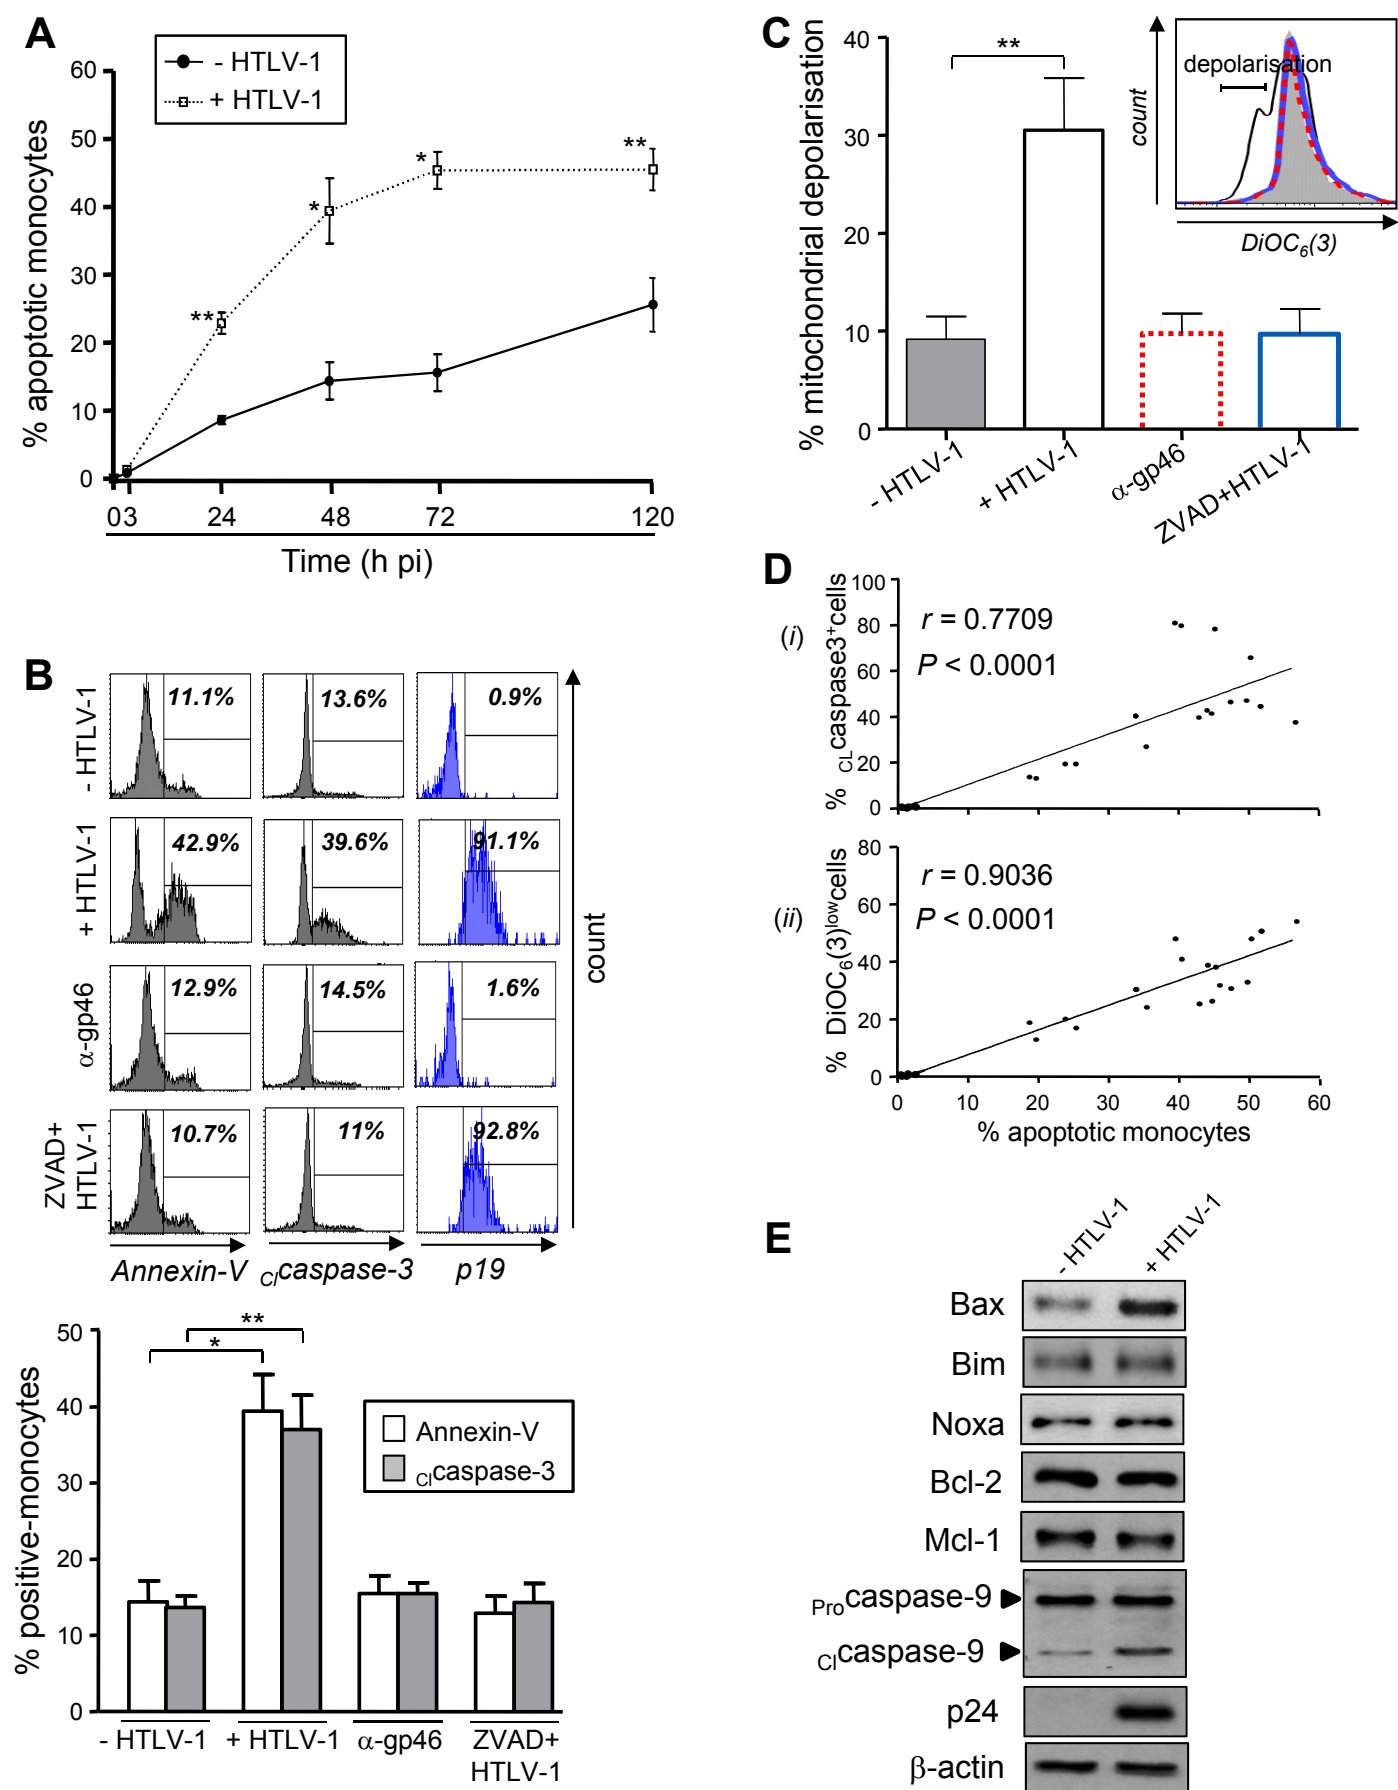 A
- HTLV-1
+ HTLV-1
% apoptotic monocytes
60
50
40
30
20
10
0
**
*
*
**
0 3 24 48 72 120
Time (h pi)
B
- HTLV-1
11.1%
13.6%
0.9%
+ HTLV-1
42.9%
39.6%
91.1%
α-gp46
12.9%
14.5%
1.6%
ZVAD+
HTLV-1
10.7%
11%
92.8%
count
Annexin-V
Clcaspase-3
p19
% positive-monocytes
50
40
30
20
10
0
**
*
Annexin-V
Clcaspase-3
- HTLV-1
+ HTLV-1
α-gp46
ZVAD+
HTLV-1
C
% mitochondrial depolarisation
40
30
20
10
0
**
depolarisation
count
DiOC6(3)
- HTLV-1
+ HTLV-1
α-gp46
ZVAD+HTLV-1
D
(i)
% CLcaspase3+cells
100
80
60
40
20
0
r = 0.7709
P < 0.0001
(ii)
% DiOC6(3)lowcells
80
60
40
20
0
r = 0.9036
P < 0.0001
0 10 20 30 40 50 60
% apoptotic monocytes
E
- HTLV-1
+ HTLV-1
Bax
Bim
Noxa
Bcl-2
Mcl-1
Procaspase-9
Clcaspase-9
p24
β-actin